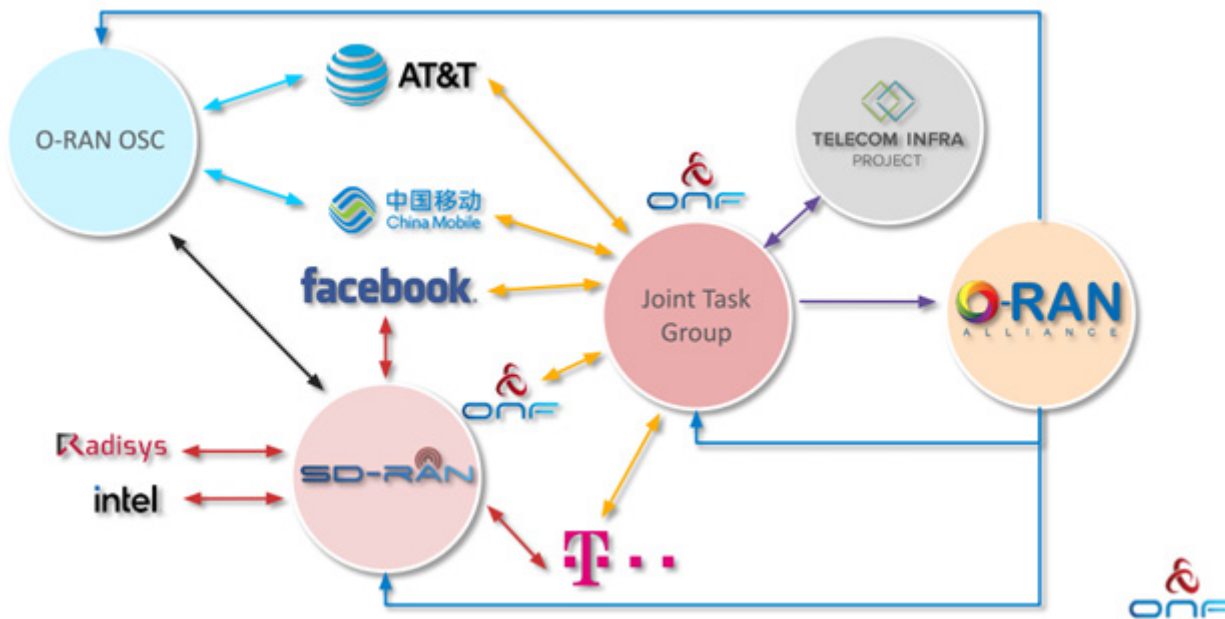 O-RAN OSC
AT&T
中国移动
China Mobile
facebook.
ONF
Joint Task
Group
TELECOM INFRA
PROJECT
O-RAN
ALLIANCE
ONF
Radisys
intel
SD-RAN
T
ONF